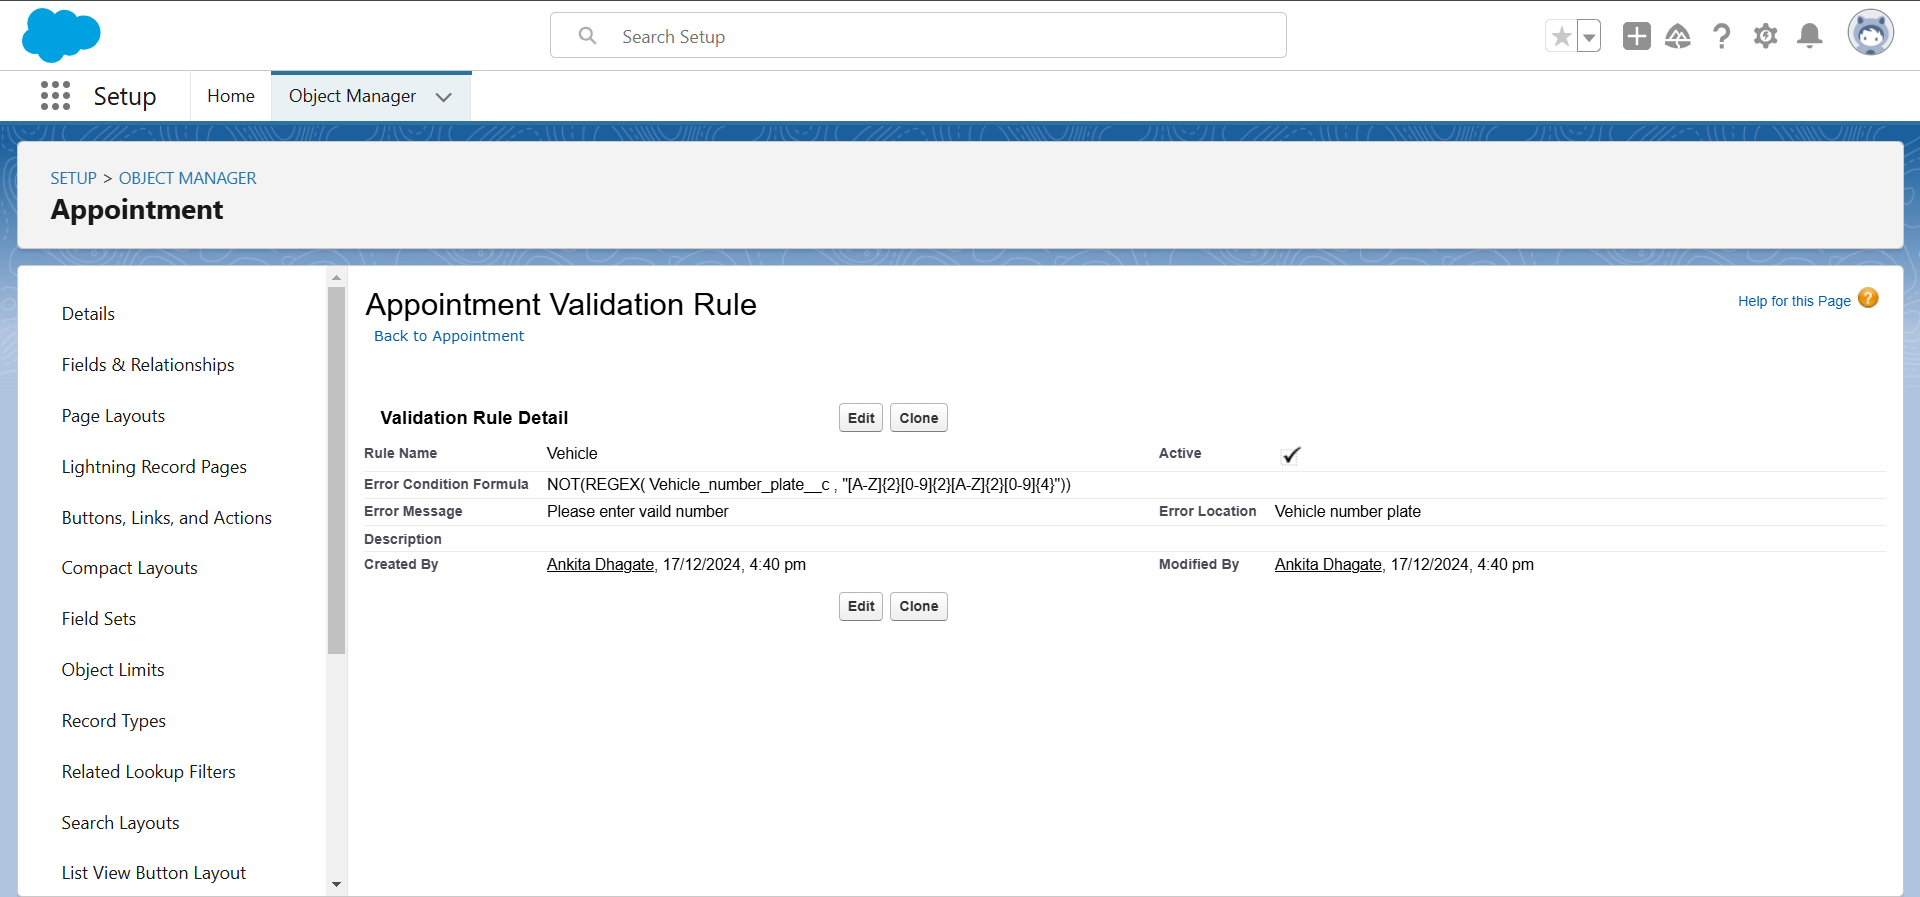 Search Setup
Setup
Home
Object Manager
SETUP > OBJECT MANAGER
Appointment
Details
Fields & Relationships
Page Layouts
Lightning Record Pages
Buttons, Links, and Actions
Compact Layouts
Field Sets
Object Limits
Record Types
Related Lookup Filters
Search Layouts
List View Button Layout
Appointment Validation Rule
Help for this Page ?
Back to Appointment
Validation Rule Detail Edit Clone
Rule Name Vehicle Active
Error Condition Formula NOT(REGEX( Vehicle_number_plate__c , "[A-Z]{2}[0-9]{2}[A-Z]{2}[0-9]{4}"))
Error Message Please enter vaild number Error Location Vehicle number plate
Description
Created By Ankita Dhagate, 17/12/2024, 4:40 pm Modified By Ankita Dhagate, 17/12/2024, 4:40 pm
Edit Clone